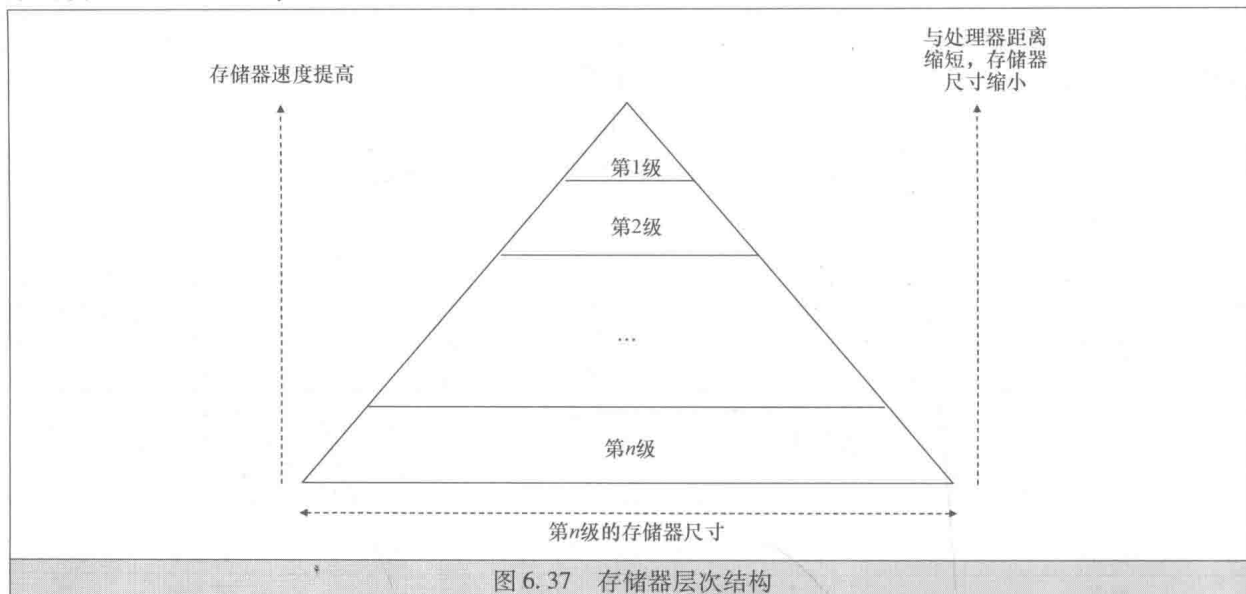 存储器速度提高
与处理器距离
缩短，存储器
尺寸缩小
第1级
第2级
…
第n级
第n级的存储器尺寸
图 6.37 存储器层次结构